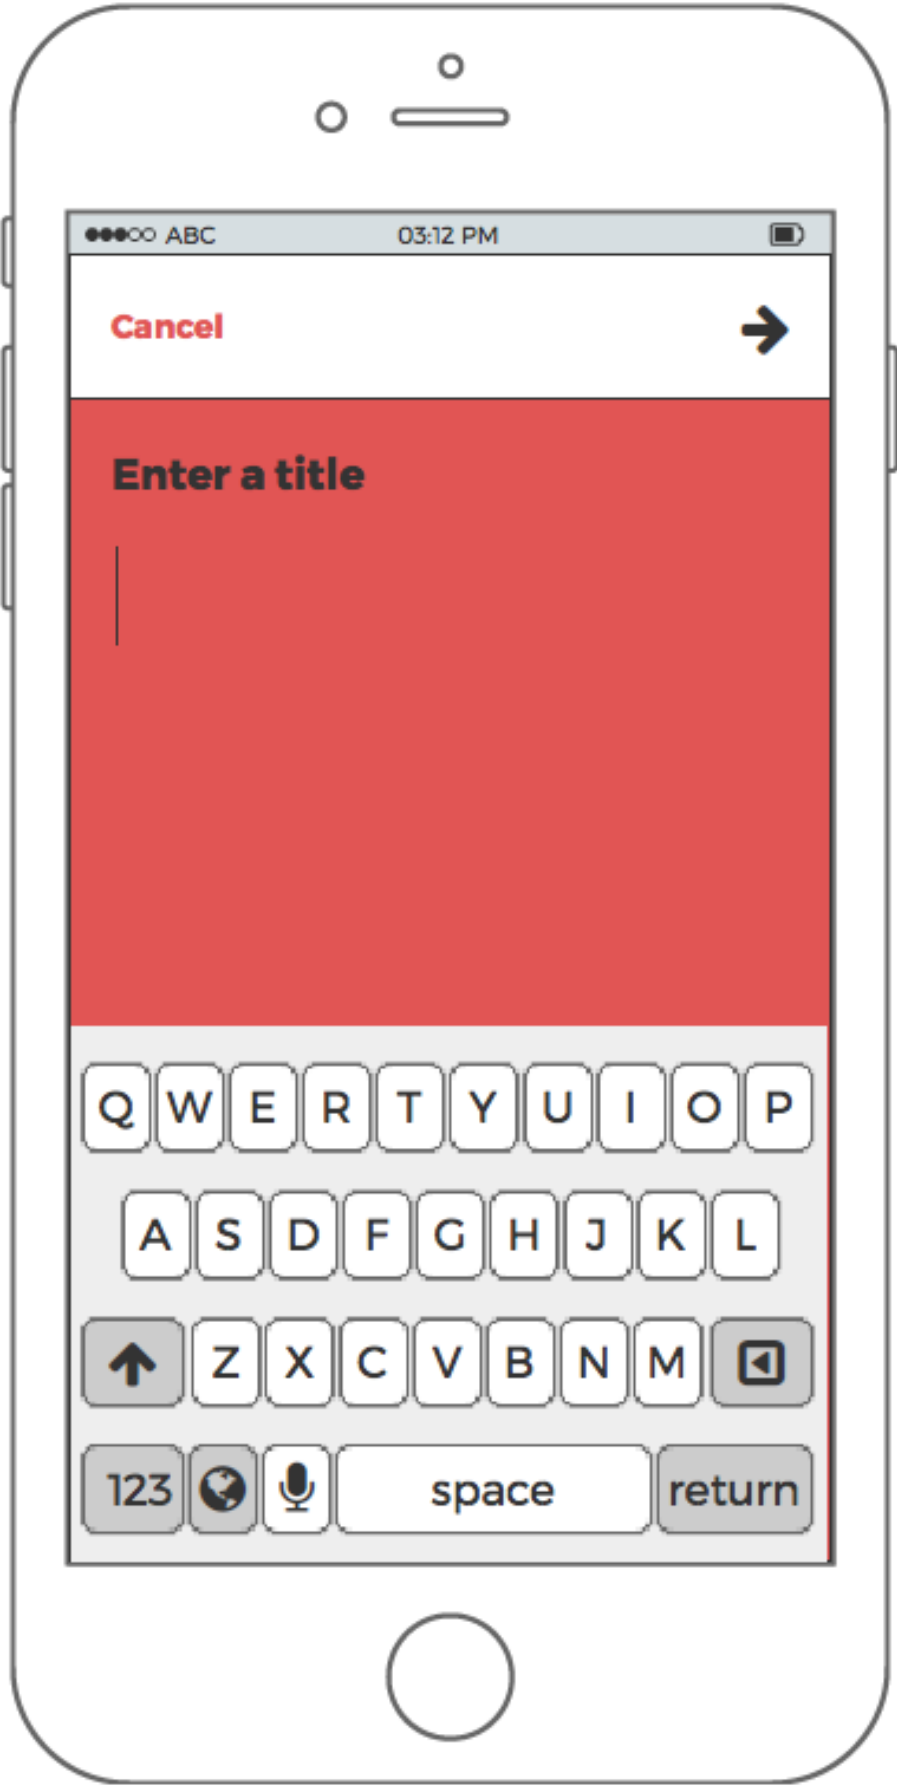 ABC 03:12 PM
Cancel
Enter a title
Q W E R T Y U I O P
A S D F G H J K L
Z X C V B N M
123 space return